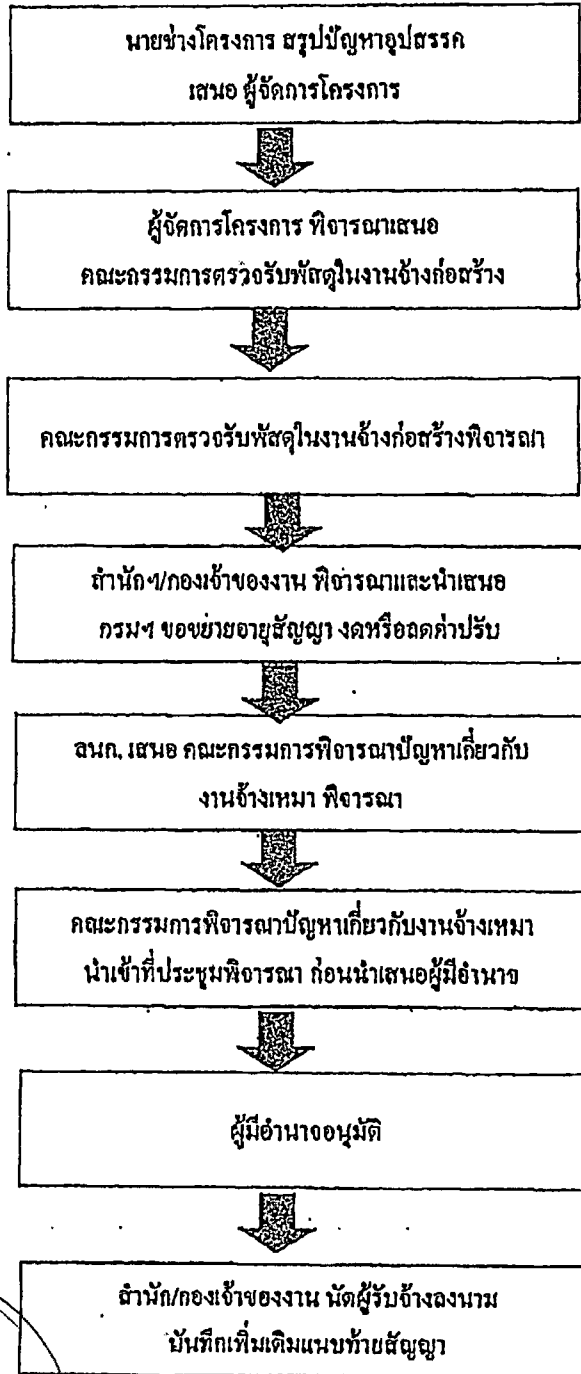 นายช่างโครงการ สรุปปัญหาอุปสรรค
เสนอ ผู้จัดการโครงการ
ผู้จัดการโครงการ พิจารณาเสนอ
คณะกรรมการตรวจรับพัสดุในงานจ้างก่อสร้าง
คณะกรรมการตรวจรับพัสดุในงานจ้างก่อสร้างพิจารณา
สำนักฯ/กองเจ้าของงาน พิจารณาและนำเสนอ
กรมฯ ขอขยายอายุสัญญา งดหรือลดค่าปรับ
ลนก. เสนอ คณะกรรมการพิจารณาปัญหาเกี่ยวกับ
งานจ้างเหมา พิจารณา
คณะกรรมการพิจารณาปัญหาเกี่ยวกับงานจ้างเหมา
นำเข้าที่ประชุมพิจารณา ก่อนนำเสนอผู้มีอำนาจ
ผู้มีอำนาจอนุมัติ
สำนัก/กองเจ้าของงาน นัดผู้รับจ้างลงนาม
บันทึกเพิ่มเติมแนบท้ายสัญญา